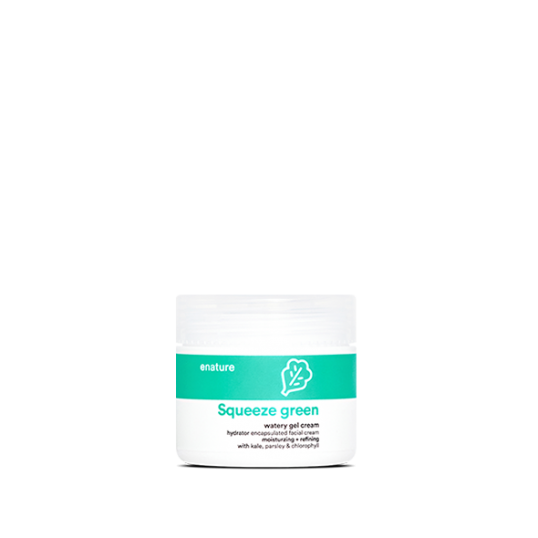 enature
Squeeze green
watery gel cream
hydrator encapsulated facial cream
moisturizing + refining
with kale, parsley & chlorophyll